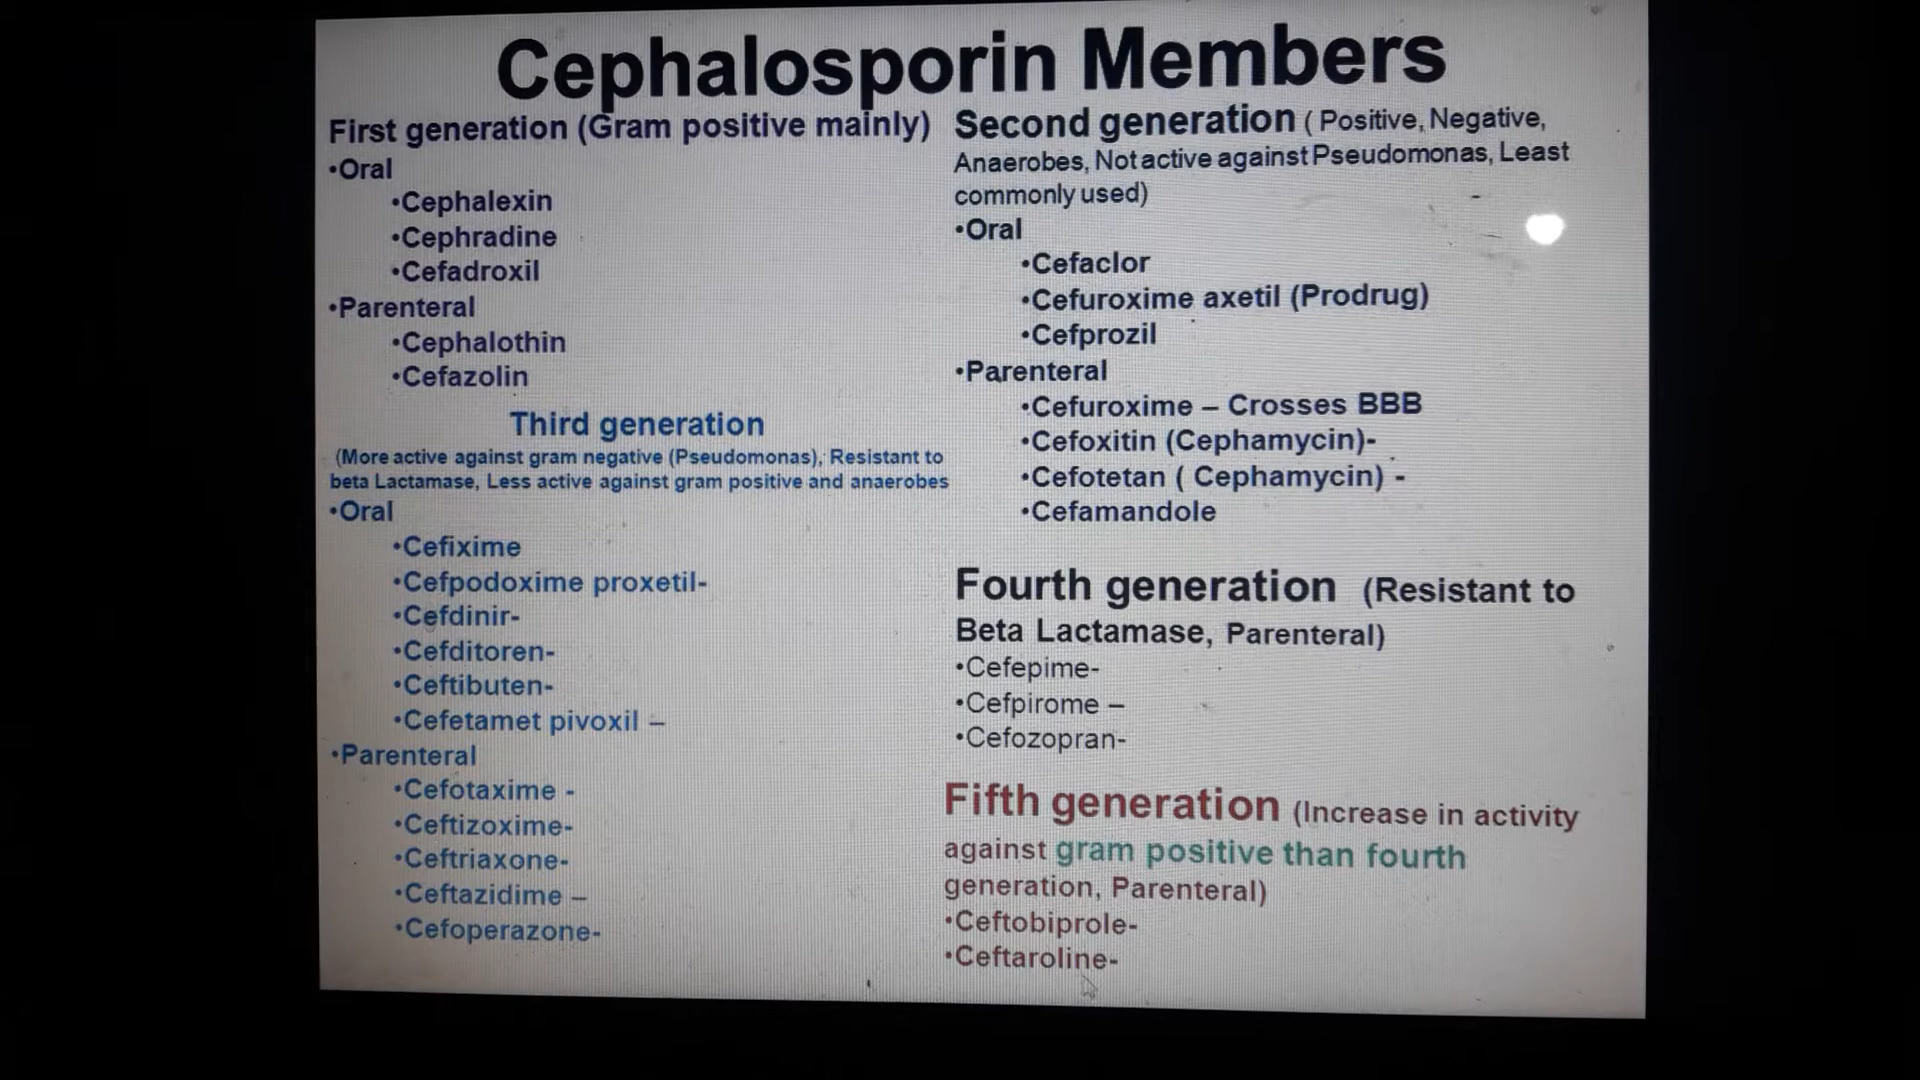 Cephalosporin Members
First generation (Gram positive mainly)
•Oral
•Cephalexin
•Cephradine
•Cefadroxil
•Parenteral
•Cephalothin
•Cefazolin
Third generation
(More active against gram negative (Pseudomonas), Resistant to
beta Lactamase, Less active against gram positive and anaerobes
•Oral
•Cefixime
•Cefpodoxime proxetil-
•Cefdinir-
•Cefditoren-
•Ceftibuten-
•Cefetamet pivoxil –
•Parenteral
•Cefotaxime -
•Ceftizoxime-
•Ceftriaxone-
•Ceftazidime –
•Cefoperazone-
Second generation ( Positive, Negative,
Anaerobes, Not active against Pseudomonas, Least
commonly used)
•Oral
•Cefaclor
•Cefuroxime axetil (Prodrug)
•Cefprozil
•Parenteral
•Cefuroxime – Crosses BBB
•Cefoxitin (Cephamycin)-
•Cefotetan ( Cephamycin) -
•Cefamandole
Fourth generation (Resistant to
Beta Lactamase, Parenteral)
•Cefepime-
•Cefpirome –
•Cefozopran-
Fifth generation (Increase in activity
against gram positive than fourth
generation, Parenteral)
•Ceftobiprole-
•Ceftaroline-